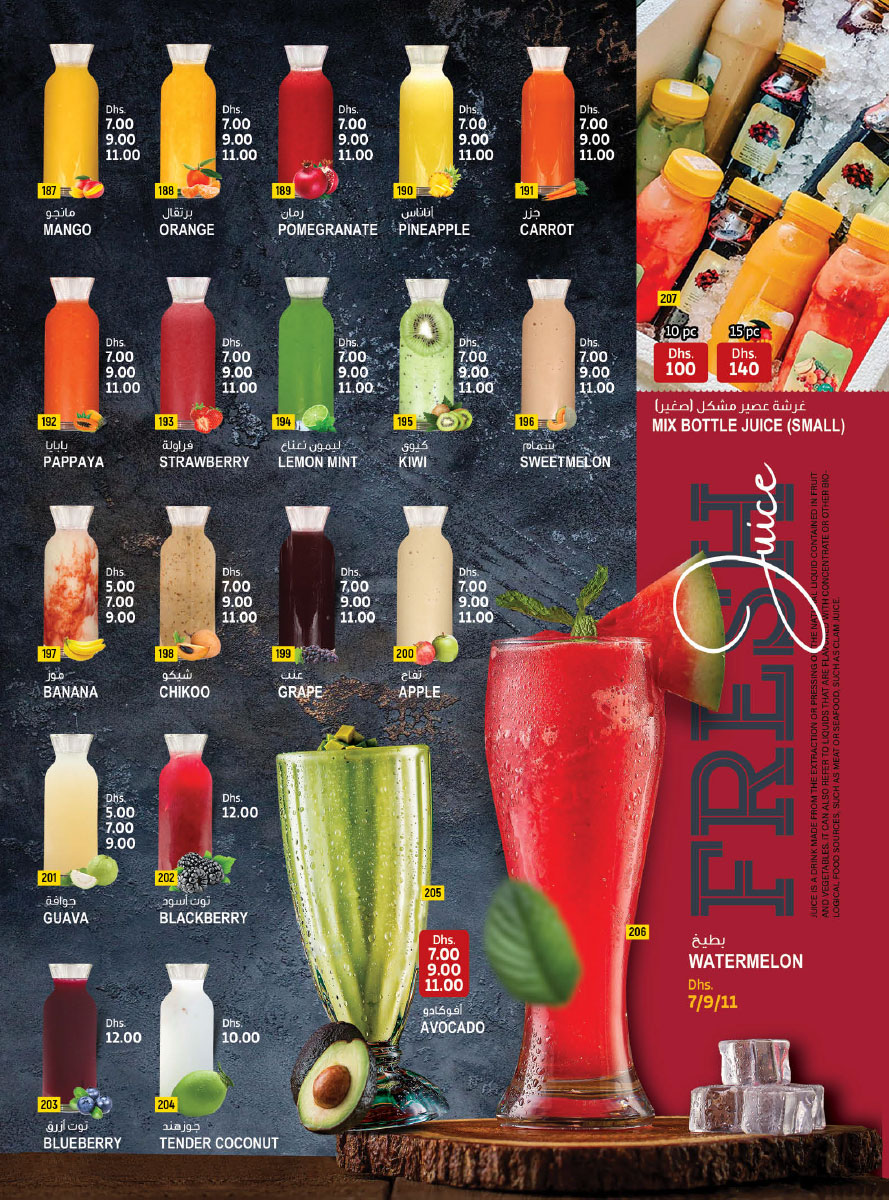 Dhs.
7.00
9.00
11.00
187
مانجو
MANGO
Dhs.
7.00
9.00
11.00
188
برتقال
ORANGE
Dhs.
7.00
9.00
11.00
189
رمان
POMEGRANATE
Dhs.
7.00
9.00
11.00
190
أناناس
PINEAPPLE
Dhs.
7.00
9.00
11.00
191
جزر
CARROT
Dhs.
7.00
9.00
11.00
192
بابايا
PAPPAYA
Dhs.
7.00
9.00
11.00
193
فراولة
STRAWBERRY
Dhs.
7.00
9.00
11.00
194
ليمون نعناع
LEMON MINT
Dhs.
7.00
9.00
11.00
195
كيوي
KIWI
Dhs.
7.00
9.00
11.00
196
شمام
SWEETMELON
Dhs.
5.00
7.00
9.00
197
موز
BANANA
Dhs.
7.00
9.00
11.00
198
شيكو
CHIKOO
Dhs.
7.00
9.00
11.00
199
عنب
GRAPE
Dhs.
7.00
9.00
11.00
200
تفاح
APPLE
Dhs.
5.00
7.00
9.00
201
جوافة
GUAVA
Dhs.
12.00
202
توت أسود
BLACKBERRY
Dhs.
12.00
203
توت أزرق
BLUEBERRY
Dhs.
10.00
204
جوزهند
TENDER COCONUT
205
Dhs.
7.00
9.00
11.00
أفوكادو
AVOCADO
206
بطيخ
WATERMELON
Dhs.
7/9/11
207
10 pc
Dhs.
100
15 pc
Dhs.
140
غرشة عصير مشكل (صغير)
MIX BOTTLE JUICE (SMALL)
FRESH
Juice
JUICE IS A DRINK MADE FROM THE EXTRACTION OR PRESSING OF THE NATURAL LIQUID CONTAINED IN FRUIT
AND VEGETABLES. IT CAN ALSO REFER TO LIQUIDS THAT ARE FLAVORED WITH CONCENTRATE OR OTHER BIO-
LOGICAL FOOD SOURCES, SUCH AS MEAT OR SEAFOOD, SUCH AS CLAM JUICE.